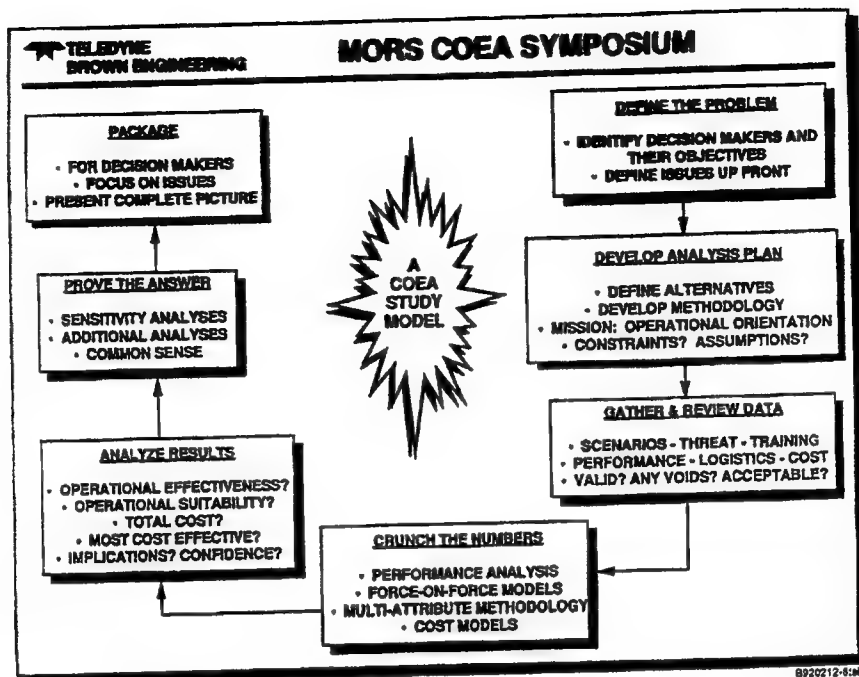 TELEDYNE
BROWN ENGINEERING
MORS COEA SYMPOSIUM
DEFINE THE PROBLEM
• IDENTIFY DECISION MAKERS AND
THEIR OBJECTIVES
• DEFINE ISSUES UP FRONT
DEVELOP ANALYSIS PLAN
• DEFINE ALTERNATIVES
• DEVELOP METHODOLOGY
• MISSION: OPERATIONAL ORIENTATION
• CONSTRAINTS? ASSUMPTIONS?
GATHER & REVIEW DATA
• SCENARIOS - THREAT - TRAINING
• PERFORMANCE - LOGISTICS - COST
• VALID? ANY VOIDS? ACCEPTABLE?
CRUNCH THE NUMBERS
• PERFORMANCE ANALYSIS
• FORCE-ON-FORCE MODELS
• MULTI-ATTRIBUTE METHODOLOGY
• COST MODELS
ANALYZE RESULTS
• OPERATIONAL EFFECTIVENESS?
• OPERATIONAL SUITABILITY?
• TOTAL COST?
• MOST COST EFFECTIVE?
• IMPLICATIONS? CONFIDENCE?
PROVE THE ANSWER
• SENSITIVITY ANALYSES
• ADDITIONAL ANALYSES
• COMMON SENSE
PACKAGE
• FOR DECISION MAKERS
• FOCUS ON ISSUES
• PRESENT COMPLETE PICTURE
A
COEA
STUDY
MODEL